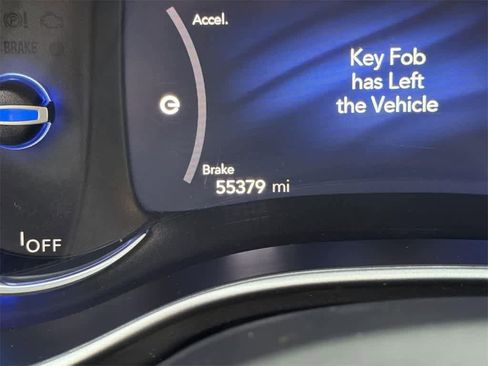 Accel.
BRAKE
Key Fob
has Left
the Vehicle
Brake
55379 mi
OFF